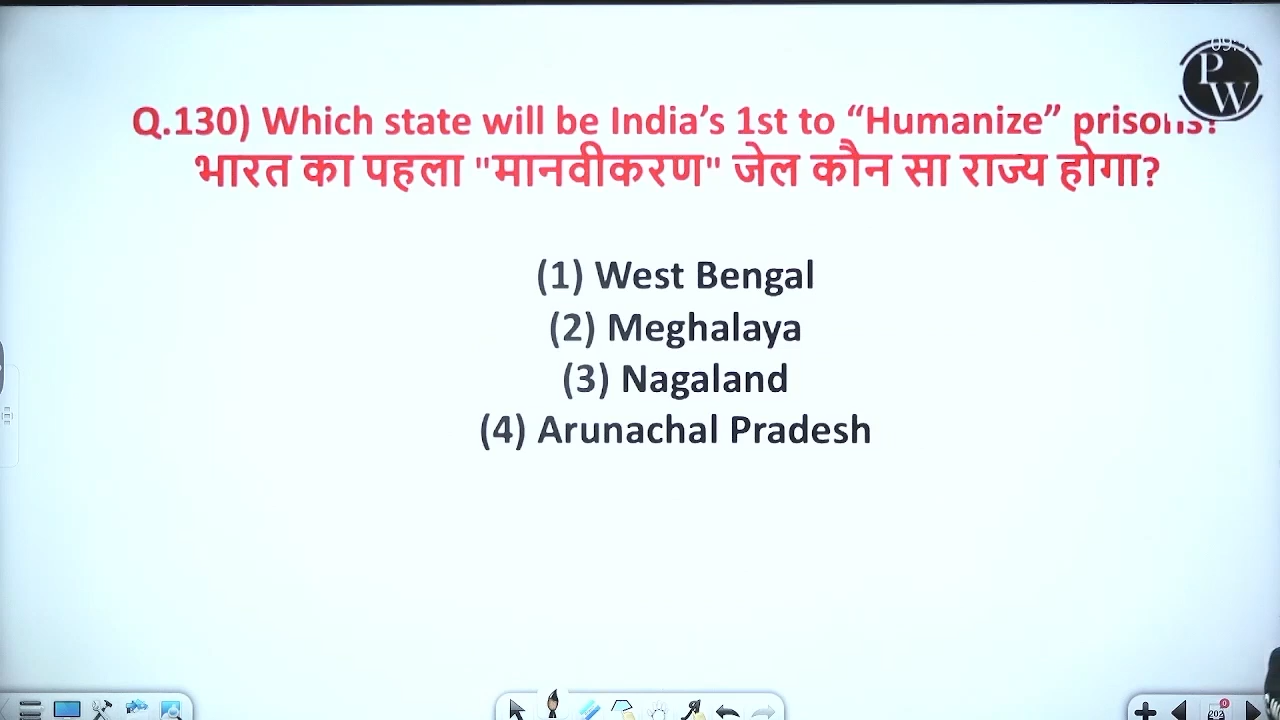 Q.130) Which state will be India’s 1st to “Humanize” prisons?
भारत का पहला "मानवीकरण" जेल कौन सा राज्य होगा?
(1) West Bengal
(2) Meghalaya
(3) Nagaland
(4) Arunachal Pradesh
PW